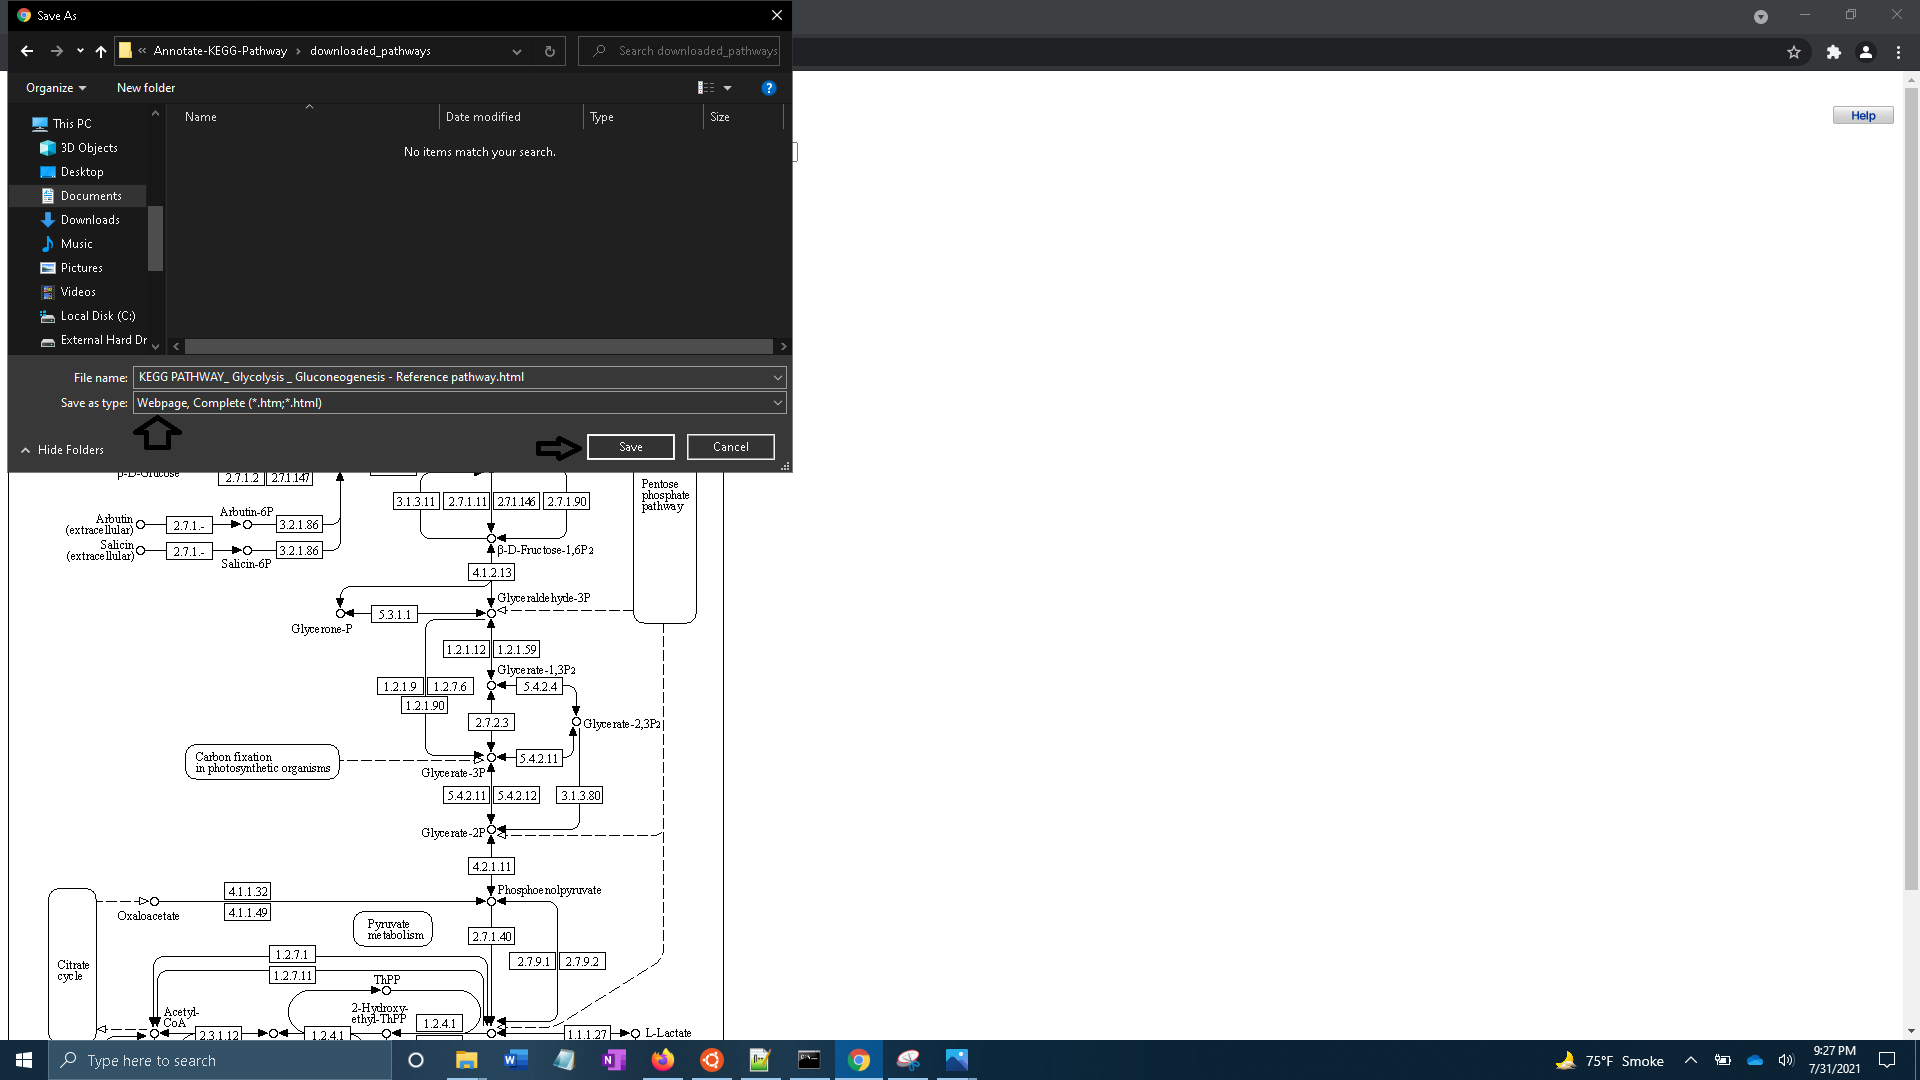 Save As
« Annotate-KEGG-Pathway › downloaded_pathways
Search downloaded_pathways
Organize
New folder
?
Help
This PC
3D Objects
Desktop
Documents
Downloads
Music
Pictures
Videos
Local Disk (C:)
External Hard Dr
Name
Date modified
Type
Size
No items match your search.
File name:
KEGG PATHWAY_ Glycolysis _ Gluconeogenesis - Reference pathway.html
Save as type:
Webpage, Complete (*.htm;*.html)
Hide Folders
Save
Cancel
β-D-Glucose
2.7.1.2
2.7.1.147
3.1.3.11
2.7.1.11
2.7.1.146
2.7.1.90
Pentose
phosphate
pathway
Arbutin
(extracellular)
2.7.1.-
Arbutin-6P
3.2.1.86
Salicin
(extracellular)
2.7.1.-
Salicin-6P
3.2.1.86
β-D-Fructose-1,6P2
4.1.2.13
Glyceraldehyde-3P
5.3.1.1
Glycerone-P
1.2.1.12
1.2.1.59
Glycerate-1,3P2
1.2.1.9
1.2.7.6
1.2.1.90
5.4.2.4
2.7.2.3
Glycerate-2,3P2
Carbon fixation
in photosynthetic organisms
5.4.2.11
Glycerate-3P
5.4.2.11
5.4.2.12
3.1.3.80
Glycerate-2P
4.2.1.11
Phosphoenolpyruvate
4.1.1.32
4.1.1.49
Oxaloacetate
Pyruvate
metabolism
2.7.1.40
2.7.9.1
2.7.9.2
Citrate
cycle
1.2.7.1
1.2.7.11
ThPP
Acetyl-
CoA
2-Hydroxy-
ethyl-ThPP
2.3.1.12
1.2.4.1
1.2.4.1
1.1.1.27
L-Lactate
Type here to search
75°F Smoke
9:27 PM
7/31/2021